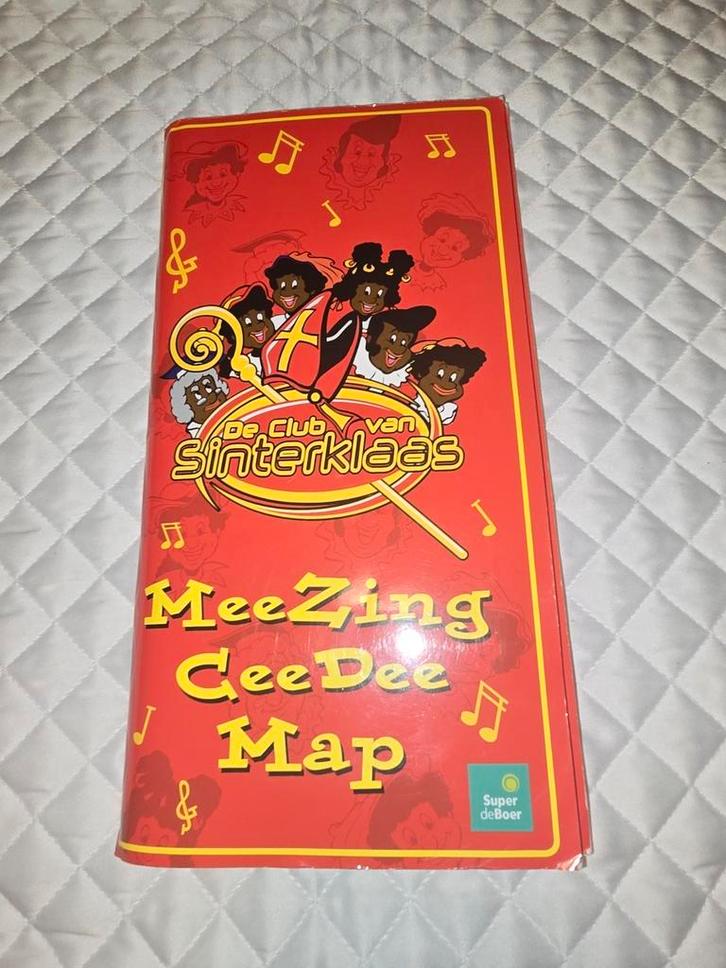 De Club van
Sinterklaas
MeeZing
CeeDee
Map
Super
deBoer